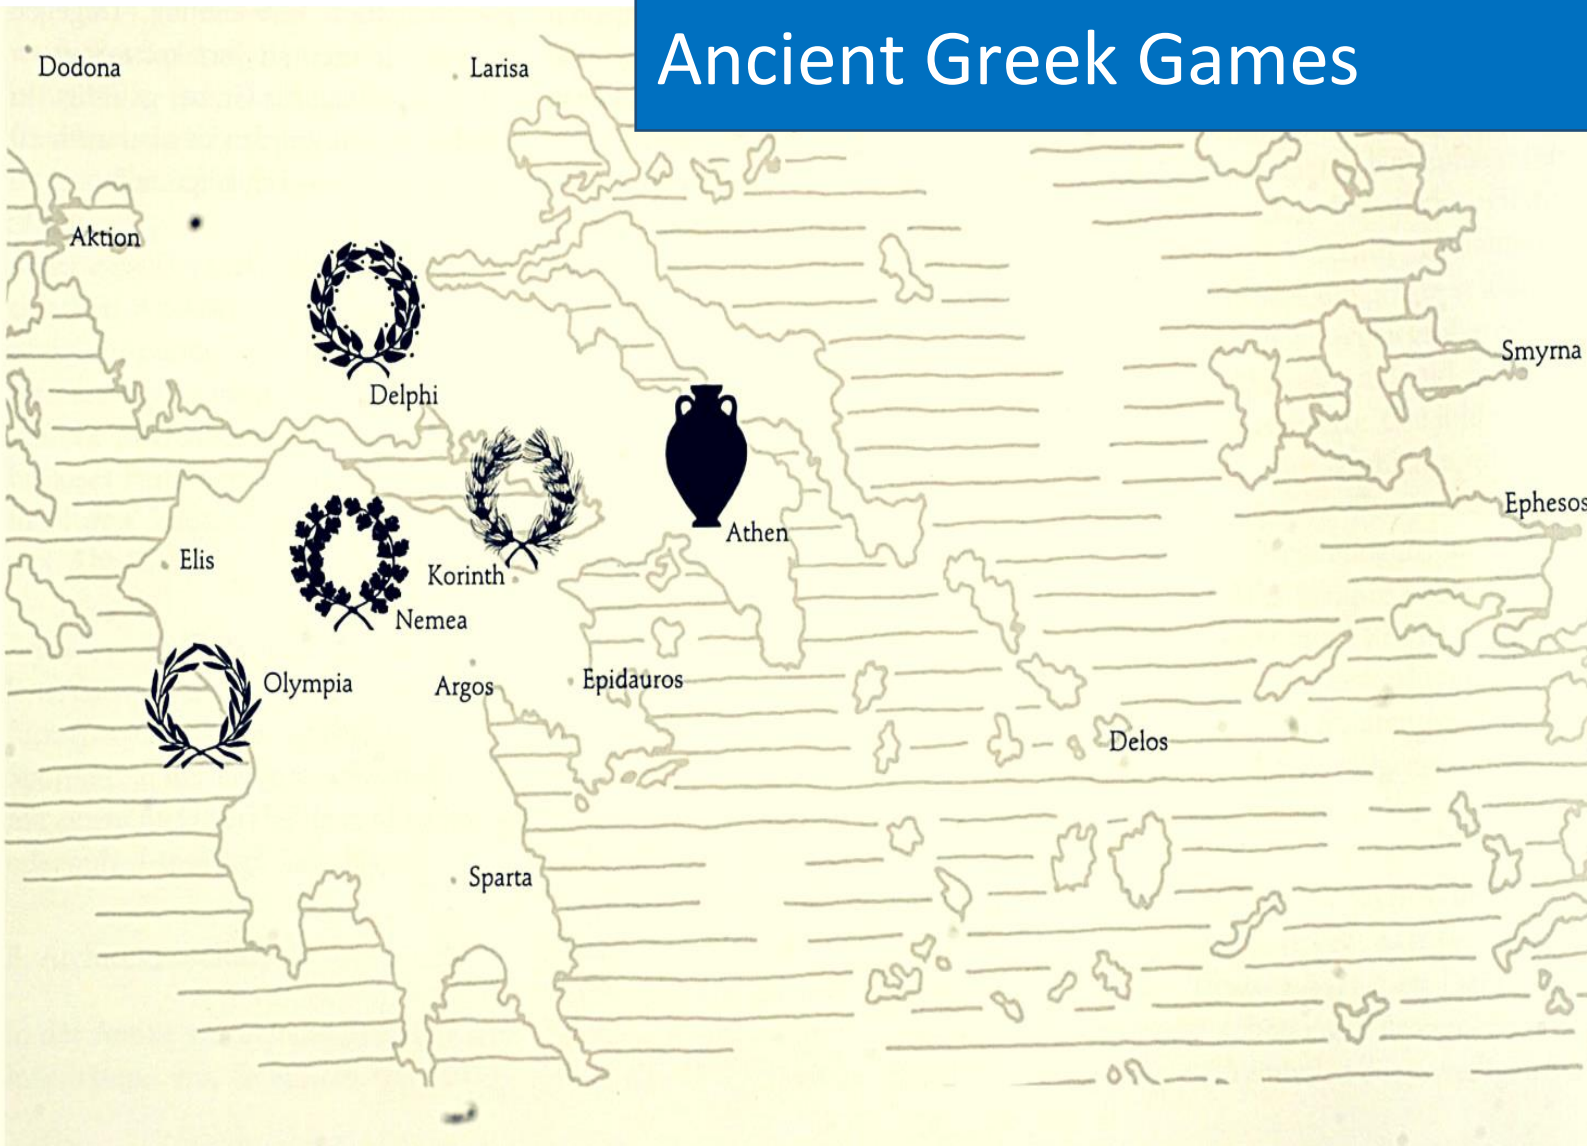 Ancient Greek Games
Dodona
Larisa
Aktion
Delphi
Smyrna
Ephesos
Athen
Elis
Korinth
Nemea
Olympia
Argos
Epidauros
Delos
Sparta